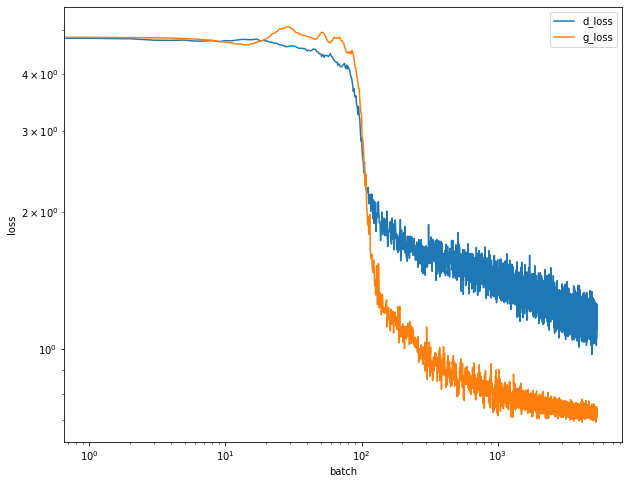 d_loss
g_loss
4 × 10⁰
3 × 10⁰
2 × 10⁰
10⁰
loss
10⁰ 10¹ 10² 10³
batch